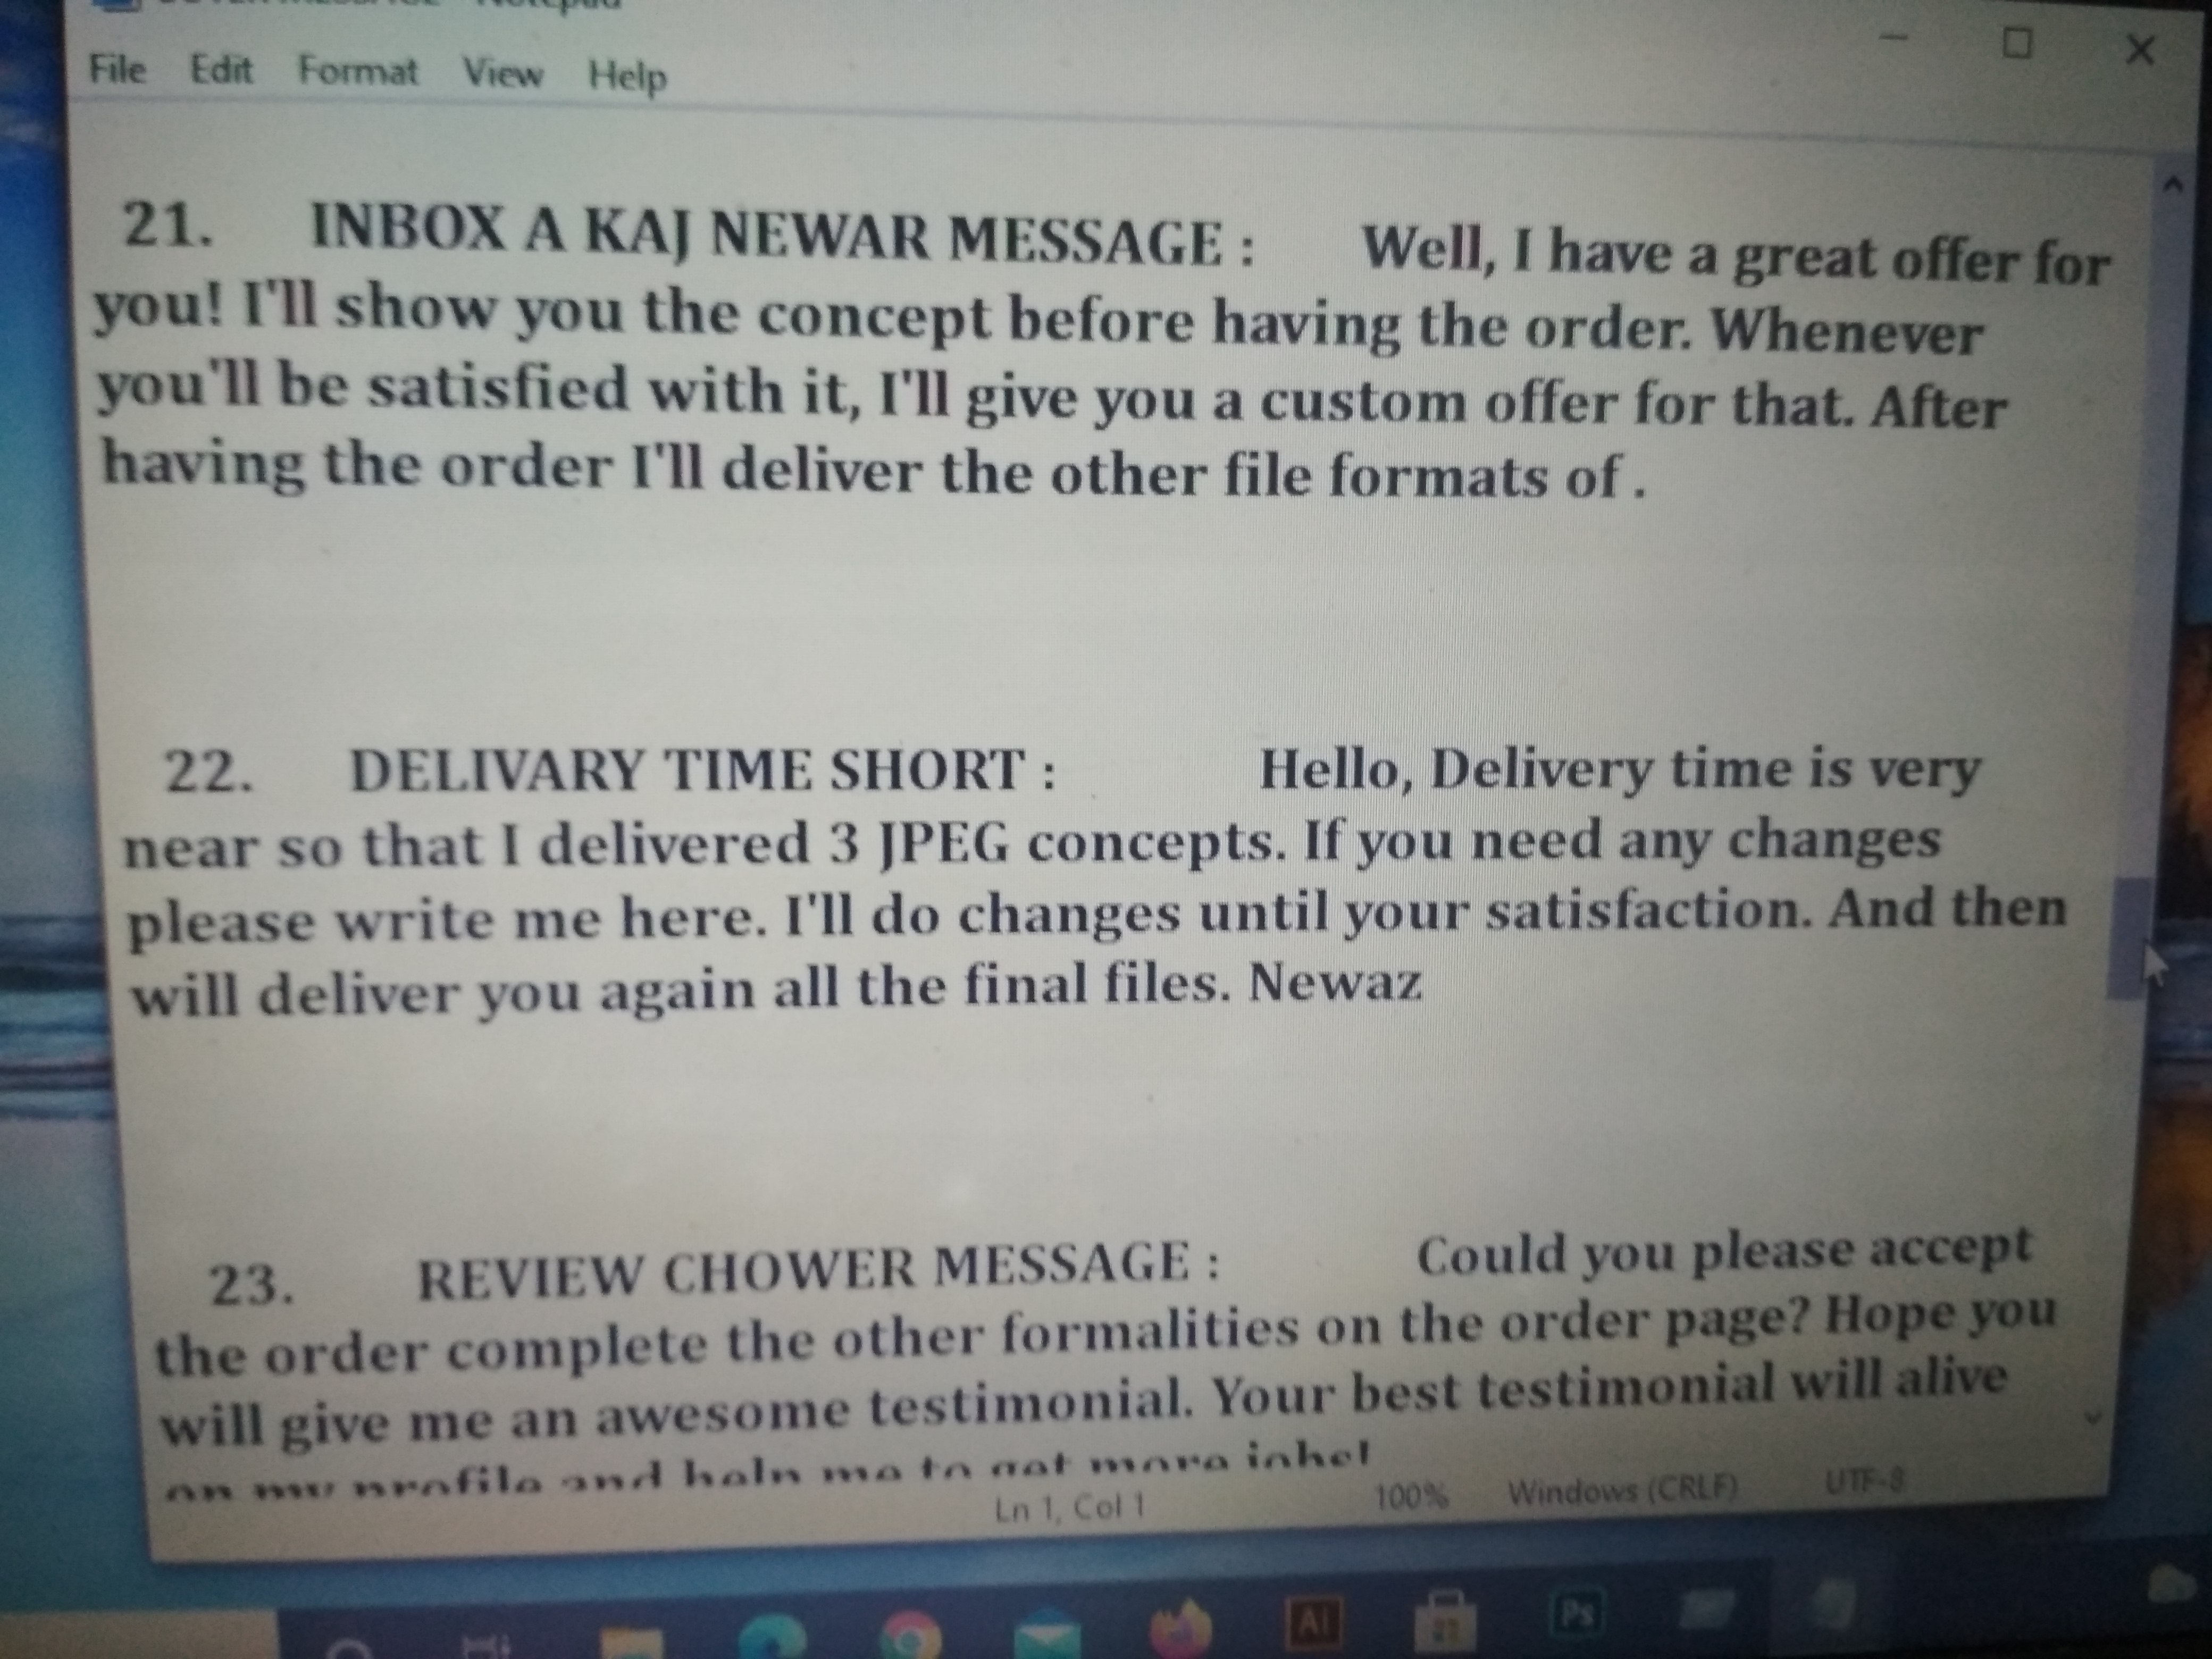 File Edit Format View Help
21. INBOX A KAJ NEWAR MESSAGE : Well, I have a great offer for
you! I'll show you the concept before having the order. Whenever
you'll be satisfied with it, I'll give you a custom offer for that. After
having the order I'll deliver the other file formats of .
22. DELIVARY TIME SHORT : Hello, Delivery time is very
near so that I delivered 3 JPEG concepts. If you need any changes
please write me here. I'll do changes until your satisfaction. And then
will deliver you again all the final files. Newaz
23. REVIEW CHOWER MESSAGE : Could you please accept
the order complete the other formalities on the order page? Hope you
will give me an awesome testimonial. Your best testimonial will alive
on my profile and help me to get more
Ln 1, Col 1 100% Windows (CRLF) UTF-8
Ai Ps